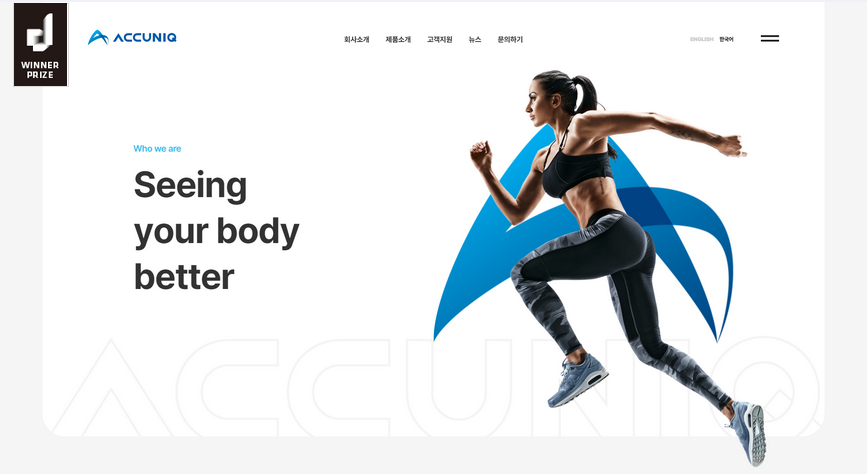 WINNER
PRIZE
ACCUNIQ
회사소개 제품소개 고객지원 뉴스 문의하기
ENGLISH 한국어
Who we are
Seeing
your body
better
ACCUNIQ